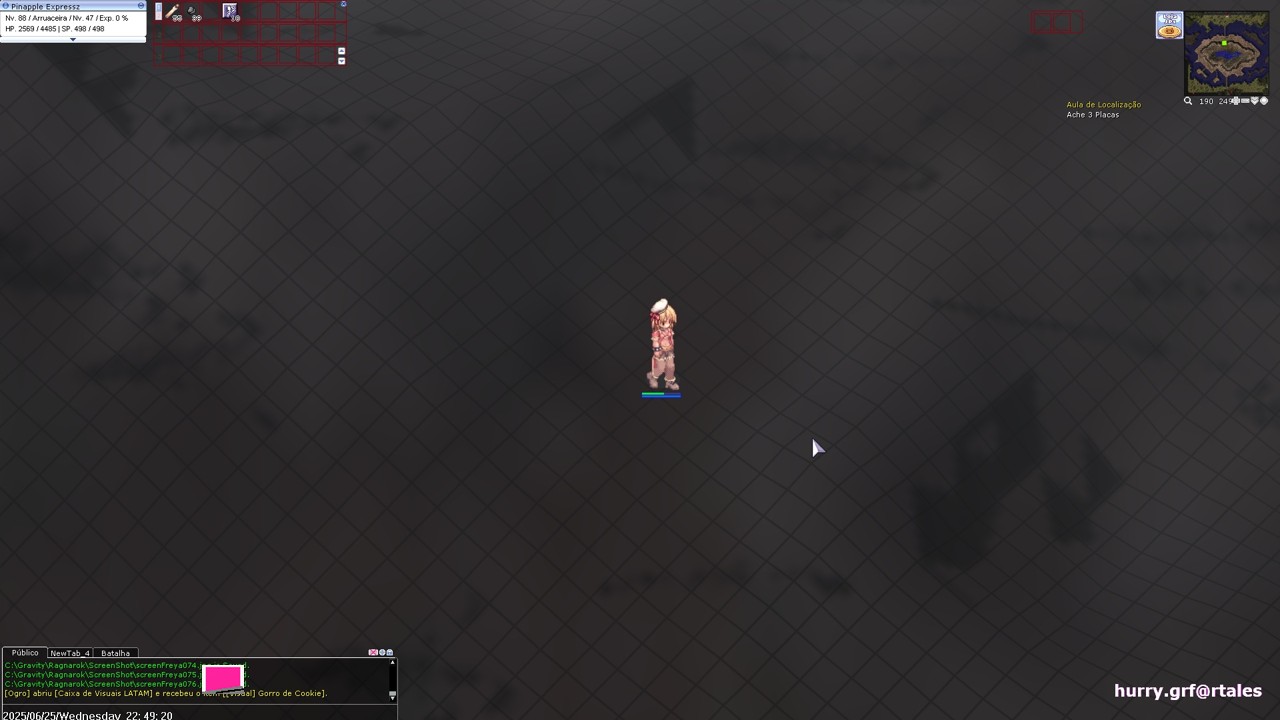 Pinapple Expressz
Nv. 88 / Arruaceira / Nv. 47 / Exp. 0 %
HP. 2569 / 4485 | SP. 498 / 498
55 99 10
190 249
Aula de Localização
Ache 3 Placas
Público NewTab_4 Batalha
C:\Gravity\Ragnarok\ScreenShot\screenFreya074.
C:\Gravity\Ragnarok\ScreenShot\screenFreya075.
C:\Gravity\Ragnarok\ScreenShot\screenFreya076.
[Ogro] abriu [Caixa de Visuais LATAM] e recebeu o Gorro de Cookie].
2025/06/25/Wednesday 22:49:20
hurry.grf@rtales